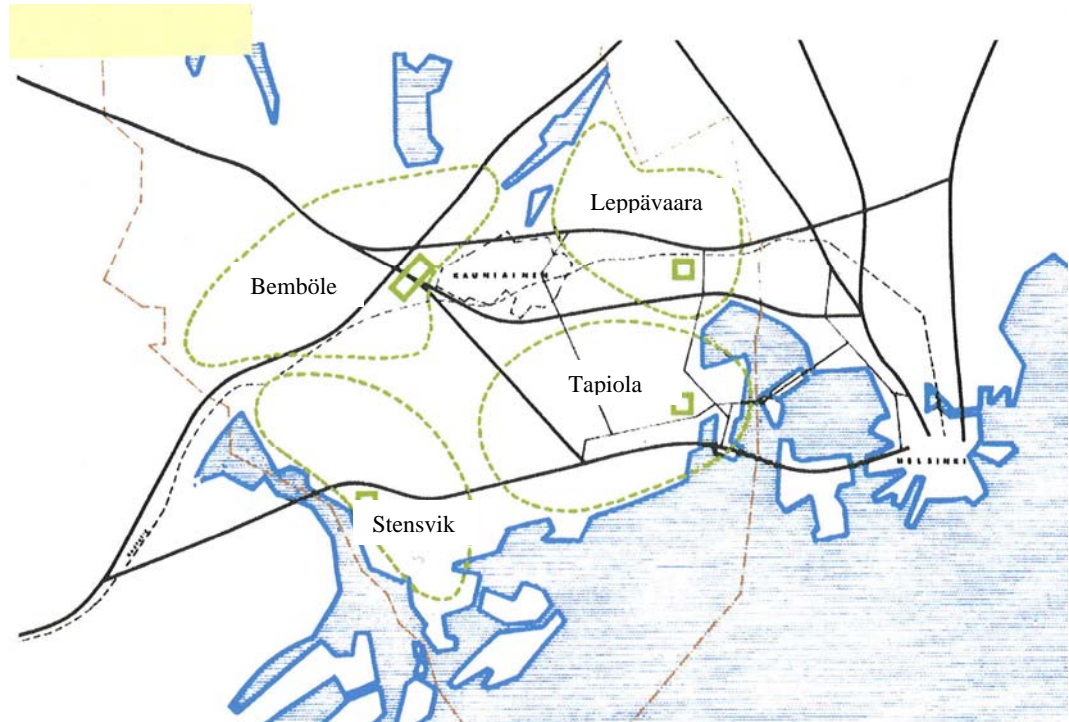 Leppävaara
KAUNIAINEN
Bemböle
Tapiola
HELSINKI
Stensvik